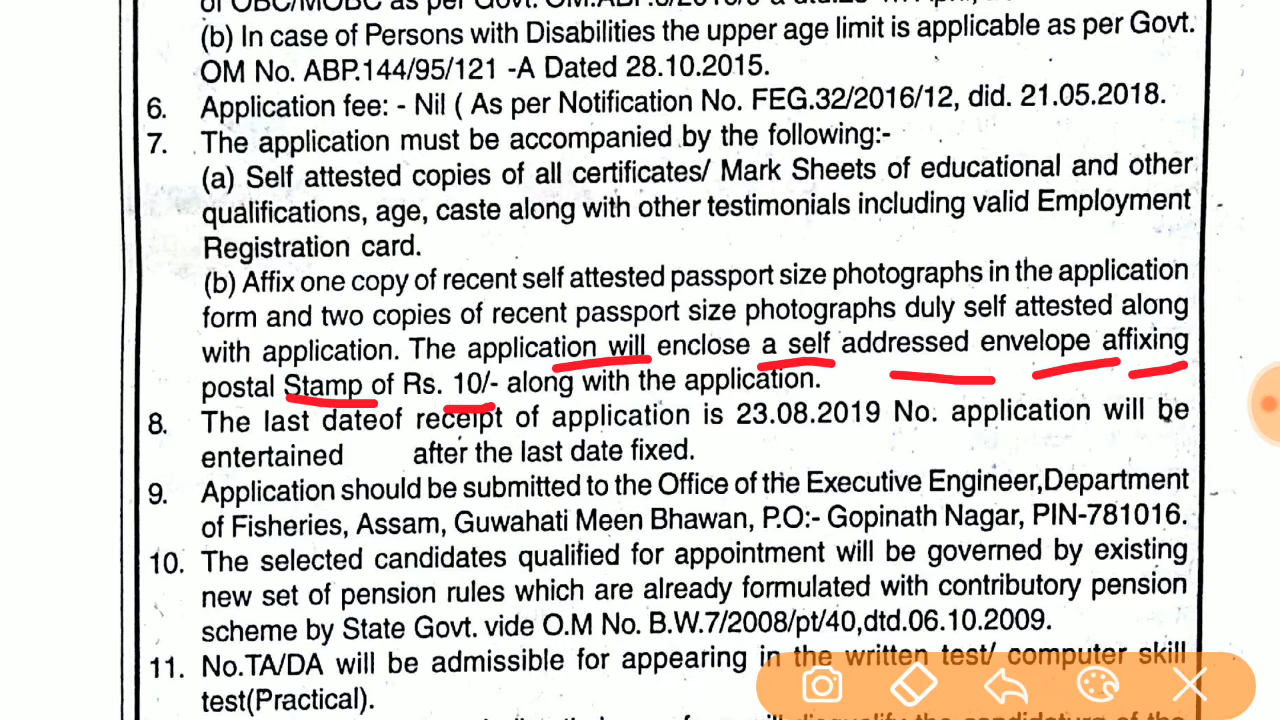 (b) In case of Persons with Disabilities the upper age limit is applicable as per Govt.
OM No. ABP.144/95/121 -A Dated 28.10.2015.
6. Application fee: - Nil ( As per Notification No. FEG.32/2016/12, did. 21.05.2018.
7. The application must be accompanied by the following:-
(a) Self attested copies of all certificates/ Mark Sheets of educational and other
qualifications, age, caste along with other testimonials including valid Employment
Registration card.
(b) Affix one copy of recent self attested passport size photographs in the application
form and two copies of recent passport size photographs duly self attested along
with application. The application will enclose a self addressed envelope affixing
postal Stamp of Rs. 10/- along with the application.
8. The last dateof receipt of application is 23.08.2019 No. application will be
entertained after the last date fixed.
9. Application should be submitted to the Office of the Executive Engineer,Department
of Fisheries, Assam, Guwahati Meen Bhawan, P.O:- Gopinath Nagar, PIN-781016.
10. The selected candidates qualified for appointment will be governed by existing
new set of pension rules which are already formulated with contributory pension
scheme by State Govt. vide O.M No. B.W.7/2008/pt/40,dtd.06.10.2009.
11. No.TA/DA will be admissible for appearing in the written test/ computer skill
test(Practical).